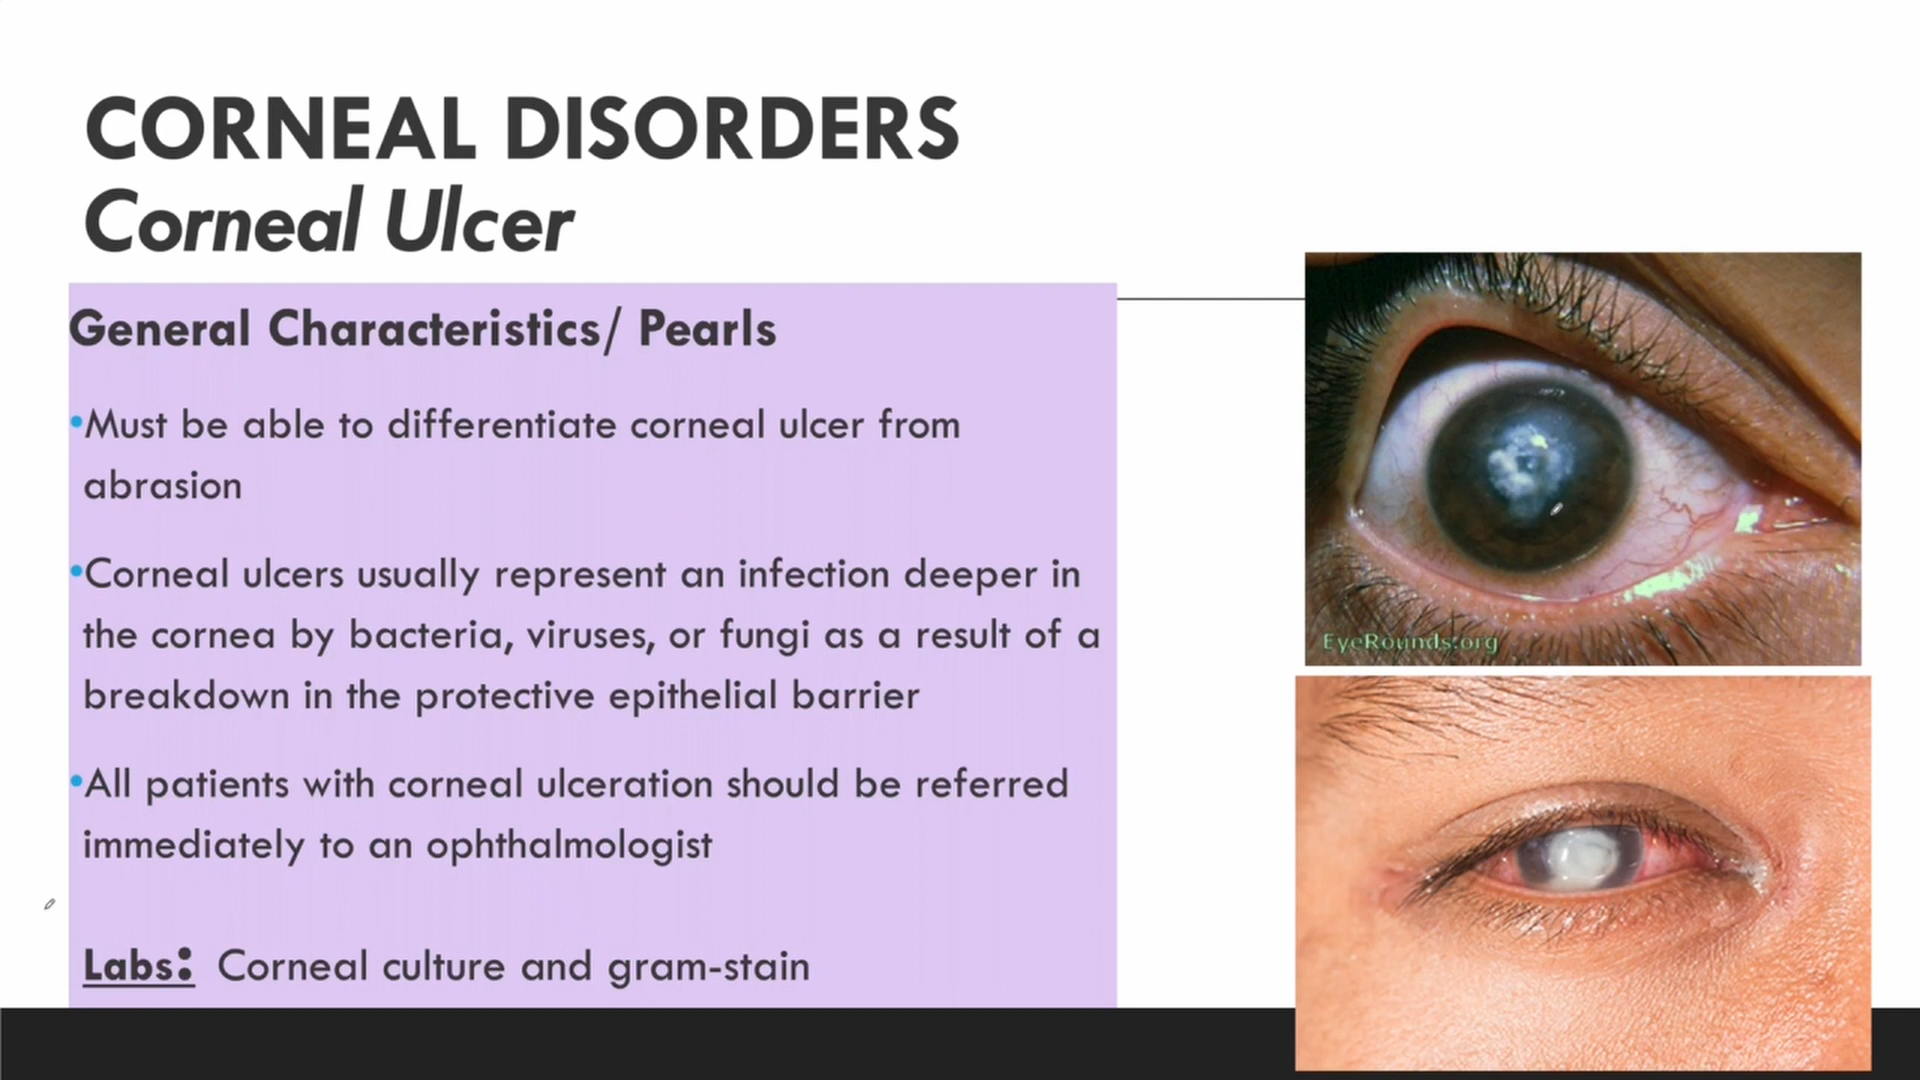 CORNEAL DISORDERS
Corneal Ulcer
General Characteristics/ Pearls
•Must be able to differentiate corneal ulcer from
abrasion
•Corneal ulcers usually represent an infection deeper in
the cornea by bacteria, viruses, or fungi as a result of a
breakdown in the protective epithelial barrier
•All patients with corneal ulceration should be referred
immediately to an ophthalmologist
Labs: Corneal culture and gram-stain
EyeRounds.org